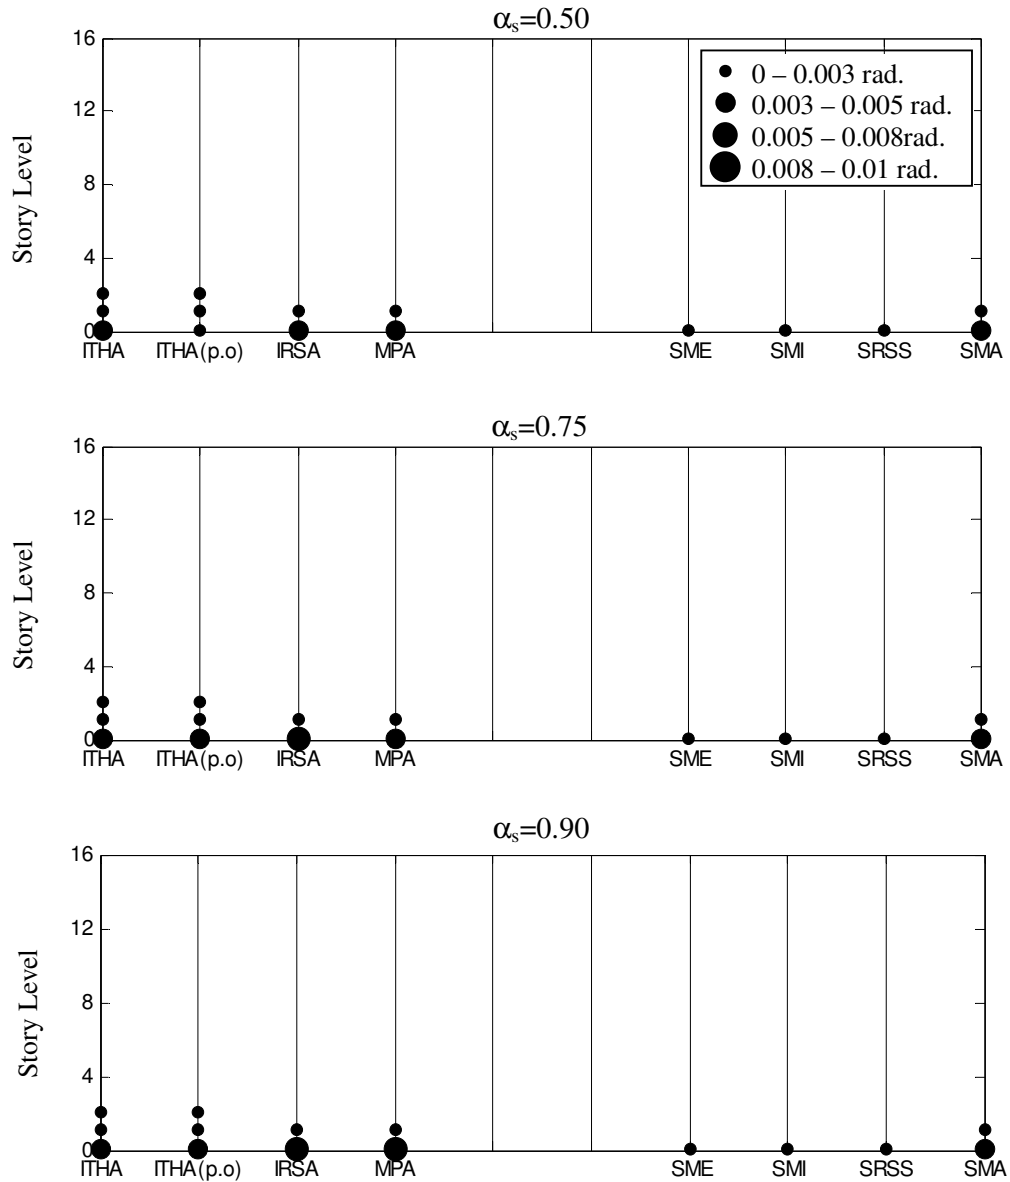 αs=0.50
16
0 – 0.003 rad.
0.003 – 0.005 rad.
0.005 – 0.008rad.
0.008 – 0.01 rad.
12
8
4
0
Story Level
ITHA ITHA(p.o) IRSA MPA SME SMI SRSS SMA
αs=0.75
16
12
8
4
0
Story Level
ITHA ITHA(p.o) IRSA MPA SME SMI SRSS SMA
αs=0.90
16
12
8
4
0
Story Level
ITHA ITHA(p.o) IRSA MPA SME SMI SRSS SMA